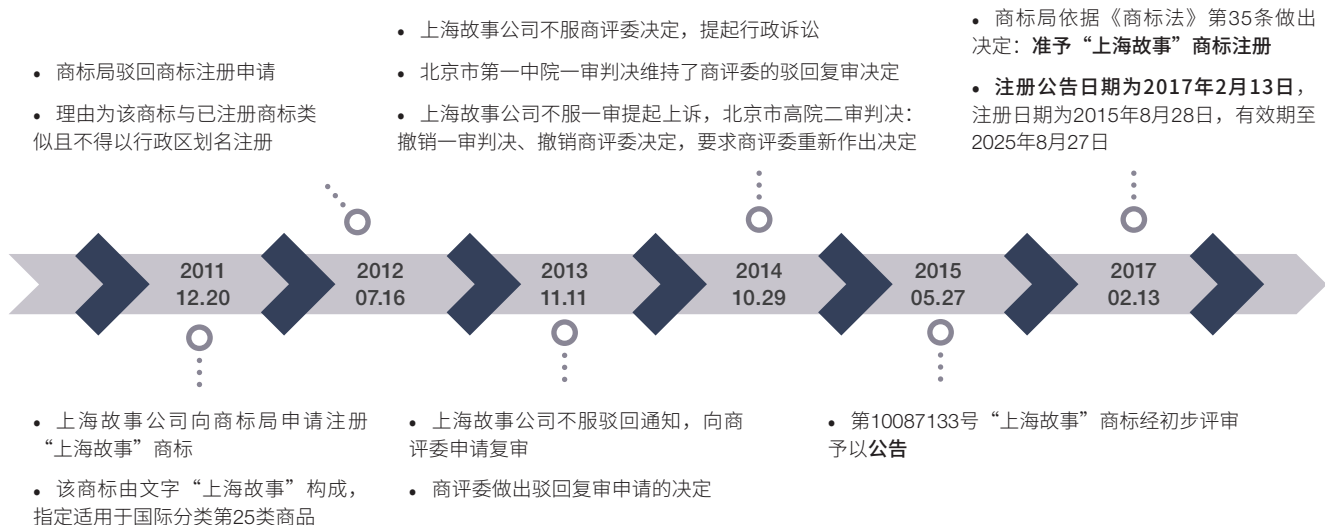 • 商标局驳回商标注册申请
• 理由为该商标与已注册商标类
似且不得以行政区划名注册
• 上海故事公司不服商评委决定，提起行政诉讼
• 北京市第一中院一审判决维持了商评委的驳回复审决定
• 上海故事公司不服一审提起上诉，北京市高院二审判决：
撤销一审判决、撤销商评委决定，要求商评委重新作出决定
• 商标局依据《商标法》第35条做出
决定：准予“上海故事”商标注册
• 注册公告日期为2017年2月13日，
注册日期为2015年8月28日，有效期至
2025年8月27日
2011
12.20
2012
07.16
2013
11.11
2014
10.29
2015
05.27
2017
02.13
• 上海故事公司向商标局申请注册
“上海故事”商标
• 该商标由文字“上海故事”构成，
指定适用于国际分类第25类商品
• 上海故事公司不服驳回通知，向商
评委申请复审
• 商评委做出驳回复审申请的决定
• 第10087133号“上海故事”商标经初步评审
予以公告